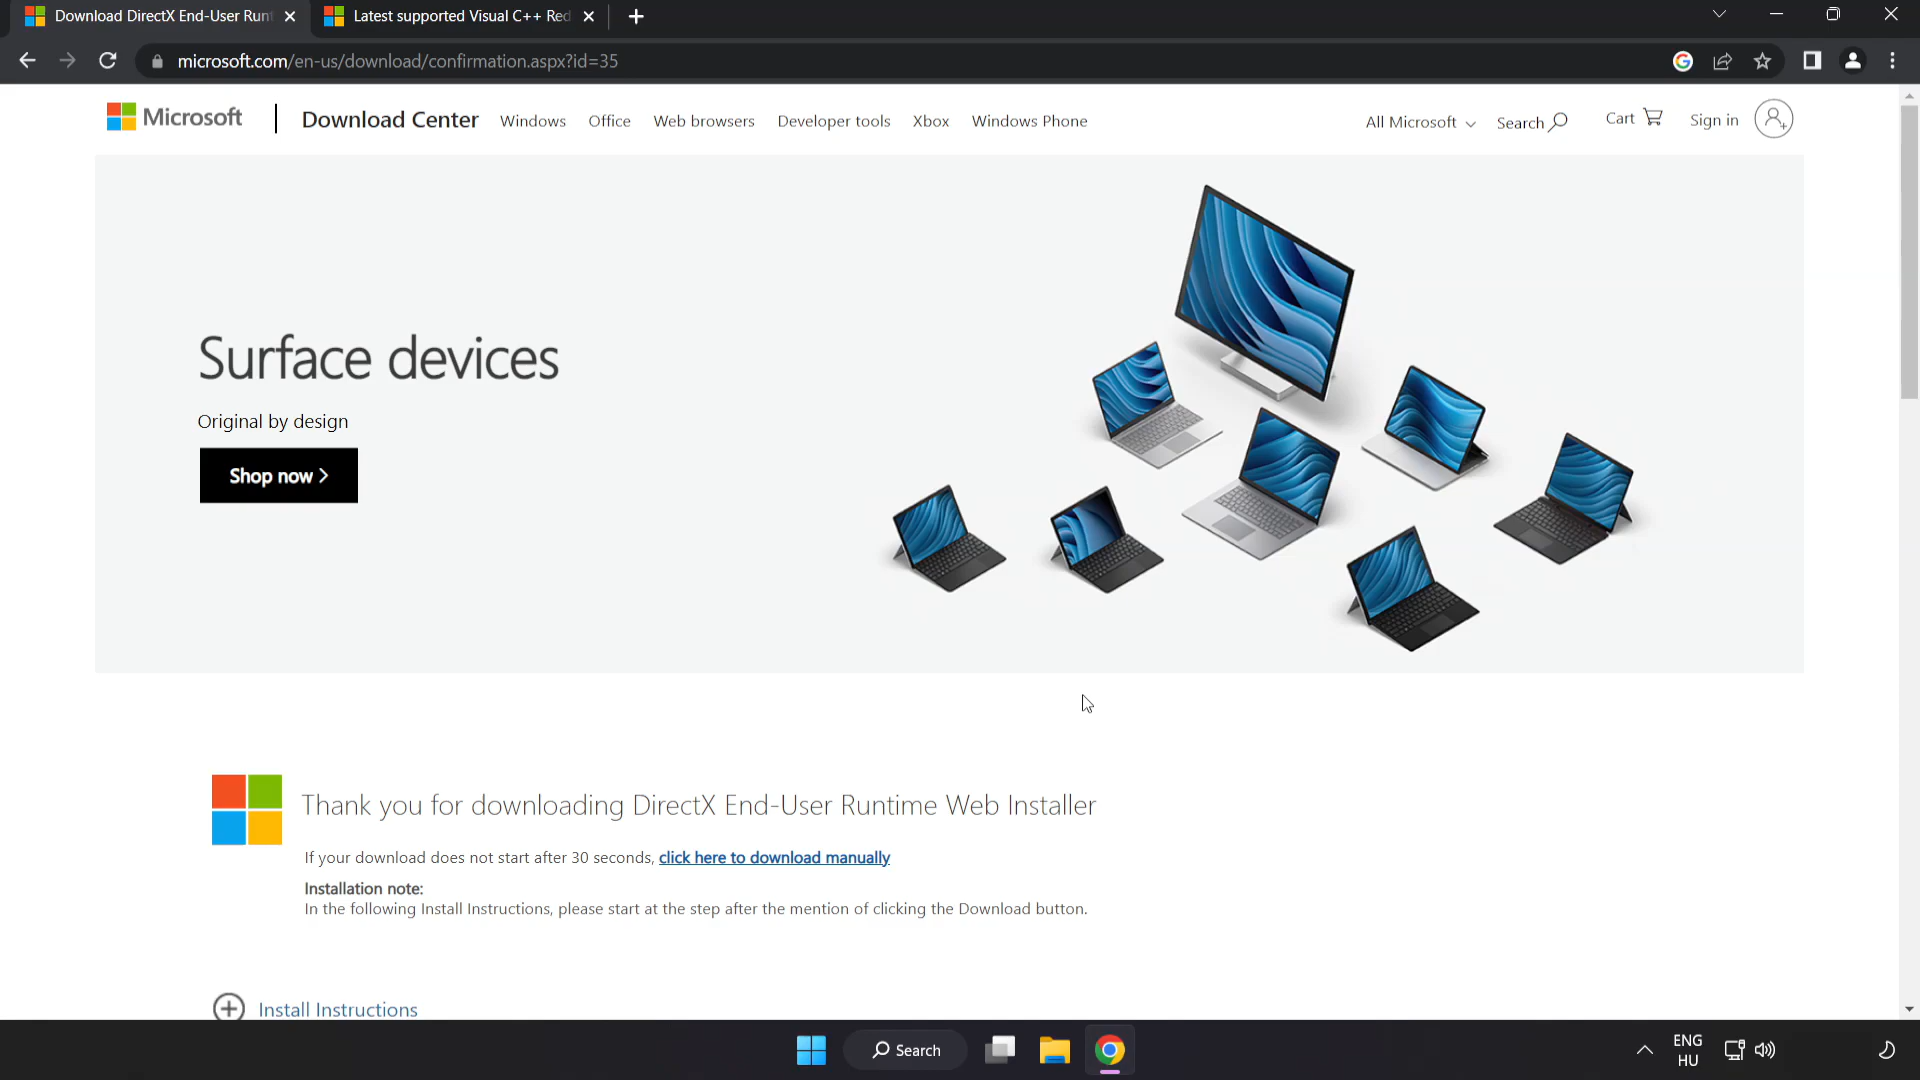 Download DirectX End-User Runt
Latest supported Visual C++ Red
microsoft.com/en-us/download/confirmation.aspx?id=35
Microsoft
Download Center
Windows
Office
Web browsers
Developer tools
Xbox
Windows Phone
All Microsoft
Search
Cart
Sign in
Surface devices
Original by design
Shop now
Thank you for downloading DirectX End-User Runtime Web Installer
If your download does not start after 30 seconds, click here to download manually
Installation note:
In the following Install Instructions, please start at the step after the mention of clicking the Download button.
Install Instructions
Search
ENG
HU